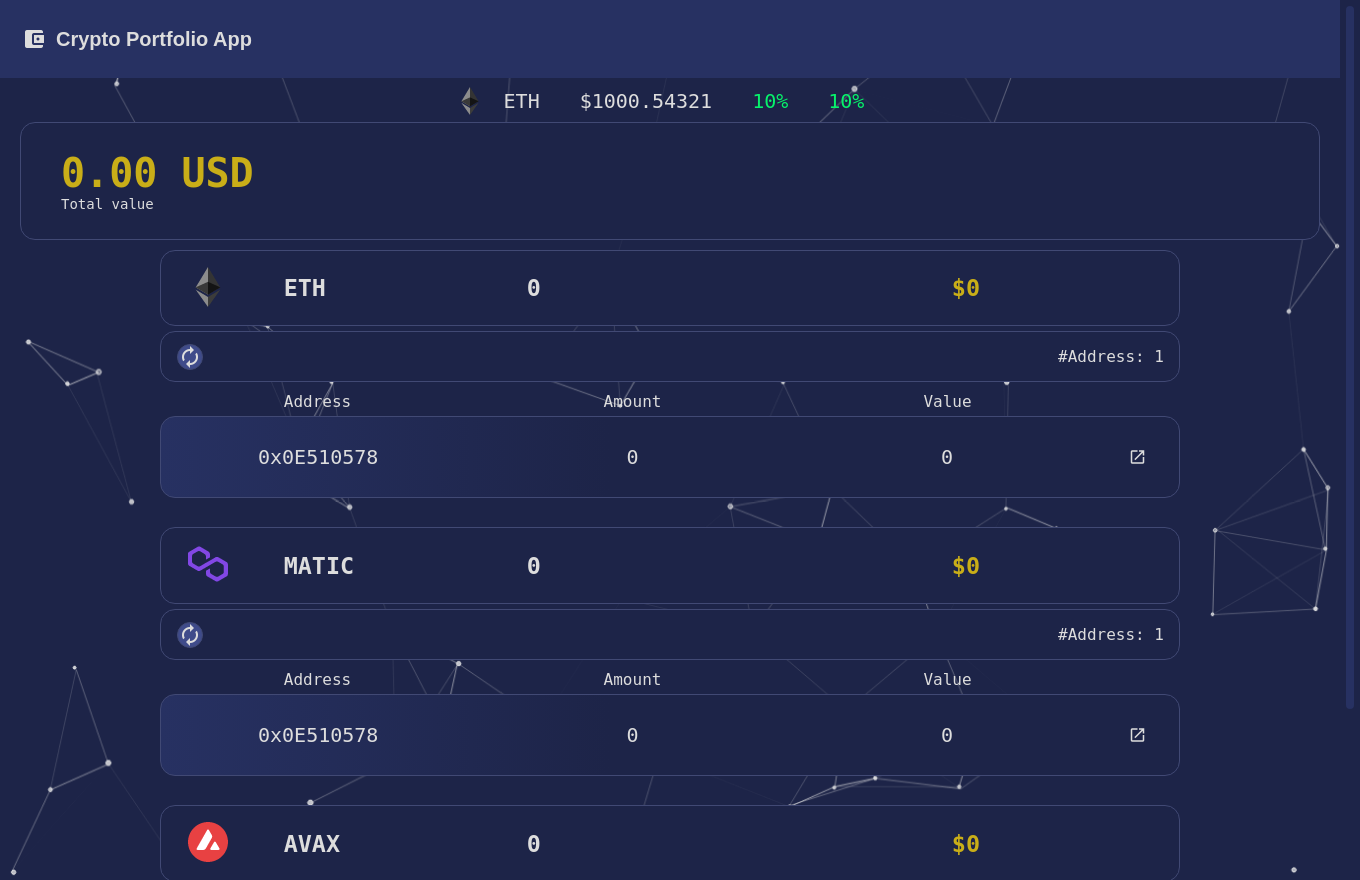 Crypto Portfolio App
ETH $1000.54321 10% 10%
0.00 USD
Total value
ETH 0 $0
#Address: 1
Address Amount Value
0x0E510578 0 0
MATIC 0 $0
#Address: 1
Address Amount Value
0x0E510578 0 0
AVAX 0 $0